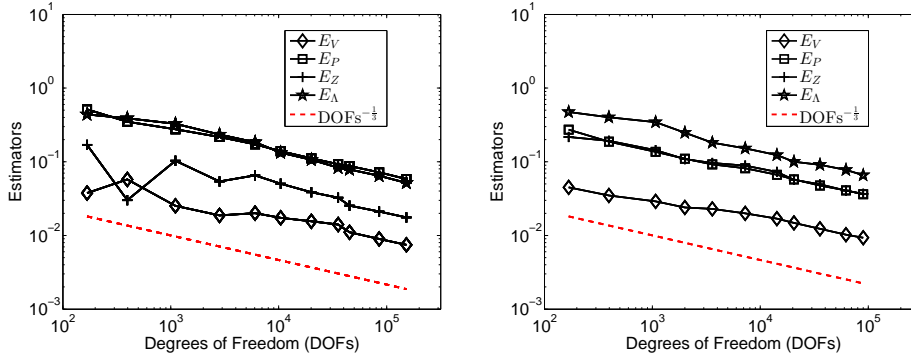 10^1
10^0
10^{-1}
10^{-2}
10^{-3}
Estimators
10^2
10^3
10^4
10^5
Degrees of Freedom (DOFs)
E_V
E_P
E_Z
E_Λ
DOFs^{-1/3}
10^1
10^0
10^{-1}
10^{-2}
10^{-3}
Estimators
10^2
10^3
10^4
10^5
Degrees of Freedom (DOFs)
E_V
E_P
E_Z
E_Λ
DOFs^{-1/3}